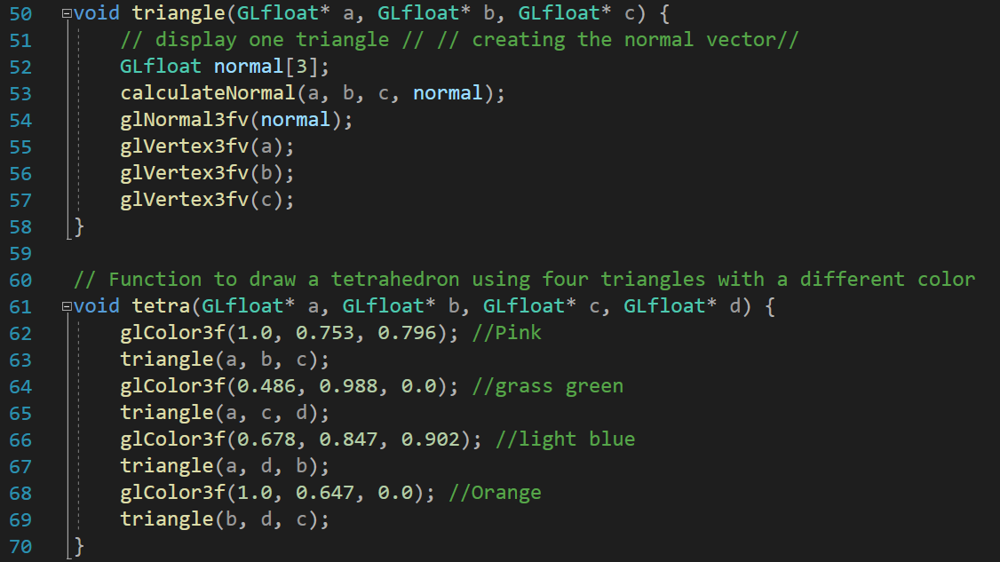 50 void triangle(GLfloat* a, GLfloat* b, GLfloat* c) {
51 // display one triangle // // creating the normal vector//
52 GLfloat normal[3];
53 calculateNormal(a, b, c, normal);
54 glNormal3fv(normal);
55 glVertex3fv(a);
56 glVertex3fv(b);
57 glVertex3fv(c);
58 }
59
60 // Function to draw a tetrahedron using four triangles with a different color
61 void tetra(GLfloat* a, GLfloat* b, GLfloat* c, GLfloat* d) {
62 glColor3f(1.0, 0.753, 0.796); //Pink
63 triangle(a, b, c);
64 glColor3f(0.486, 0.988, 0.0); //grass green
65 triangle(a, c, d);
66 glColor3f(0.678, 0.847, 0.902); //light blue
67 triangle(a, d, b);
68 glColor3f(1.0, 0.647, 0.0); //Orange
69 triangle(b, d, c);
70 }